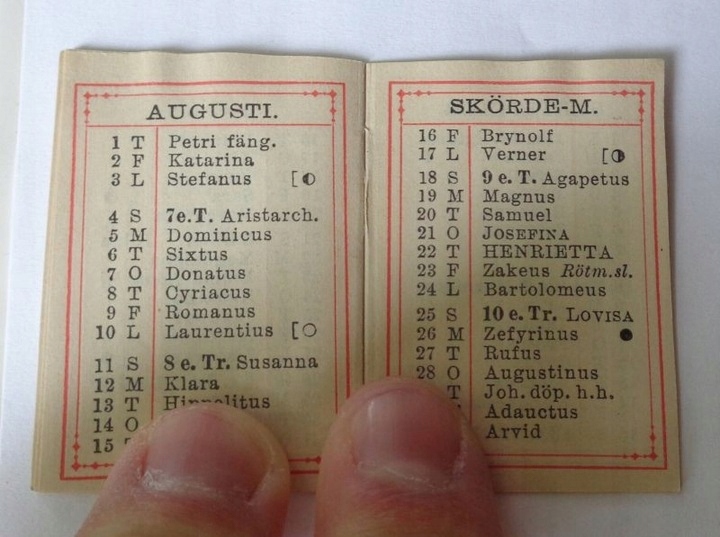 AUGUSTI.
1 T Petri fäng.
2 F Katarina
3 L Stefanus [
4 S 7 e. T. Aristarch.
5 M Dominicus
6 T Sixtus
7 O Donatus
8 T Cyriacus
9 F Romanus
10 L Laurentius [
11 S 8 e. Tr. Susanna
12 M Klara
13 T Hippolitus
14 O
15
SKÖRDE-M.
16 F Brynolf
17 L Verner [
18 S 9 e. T. Agapetus
19 M Magnus
20 T Samuel
21 O JOSEFINA
22 T HENRIETTA
23 F Zakeus Rötm.sl.
24 L Bartolomeus
25 S 10 e. Tr. LOVISA
26 M Zefyrinus
27 T Rufus
28 O Augustinus
T Joh. döp. h.h.
Adauctus
Arvid